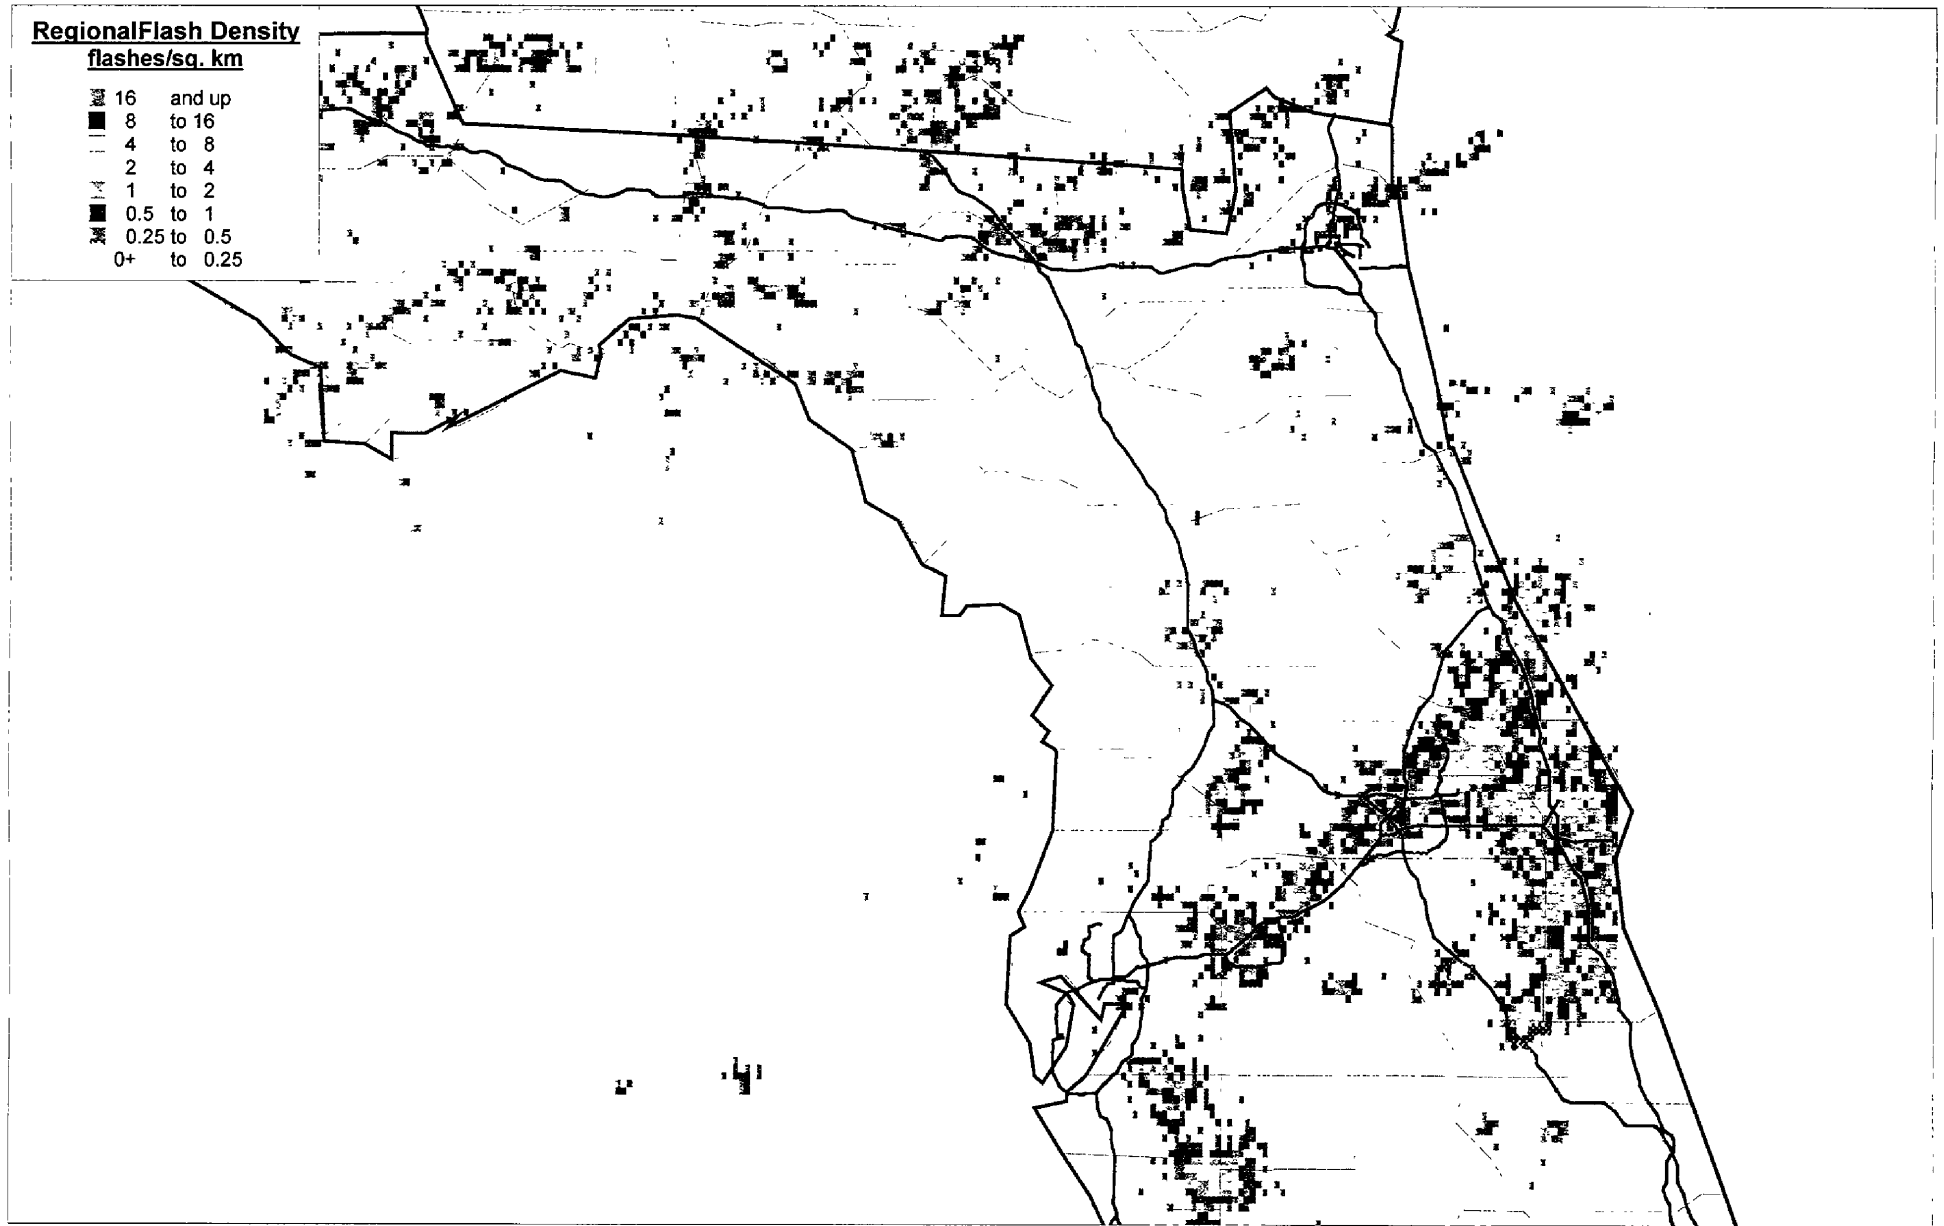 RegionalFlash Density
flashes/sq. km
16 and up
8 to 16
4 to 8
2 to 4
1 to 2
0.5 to 1
0.25 to 0.5
0+ to 0.25